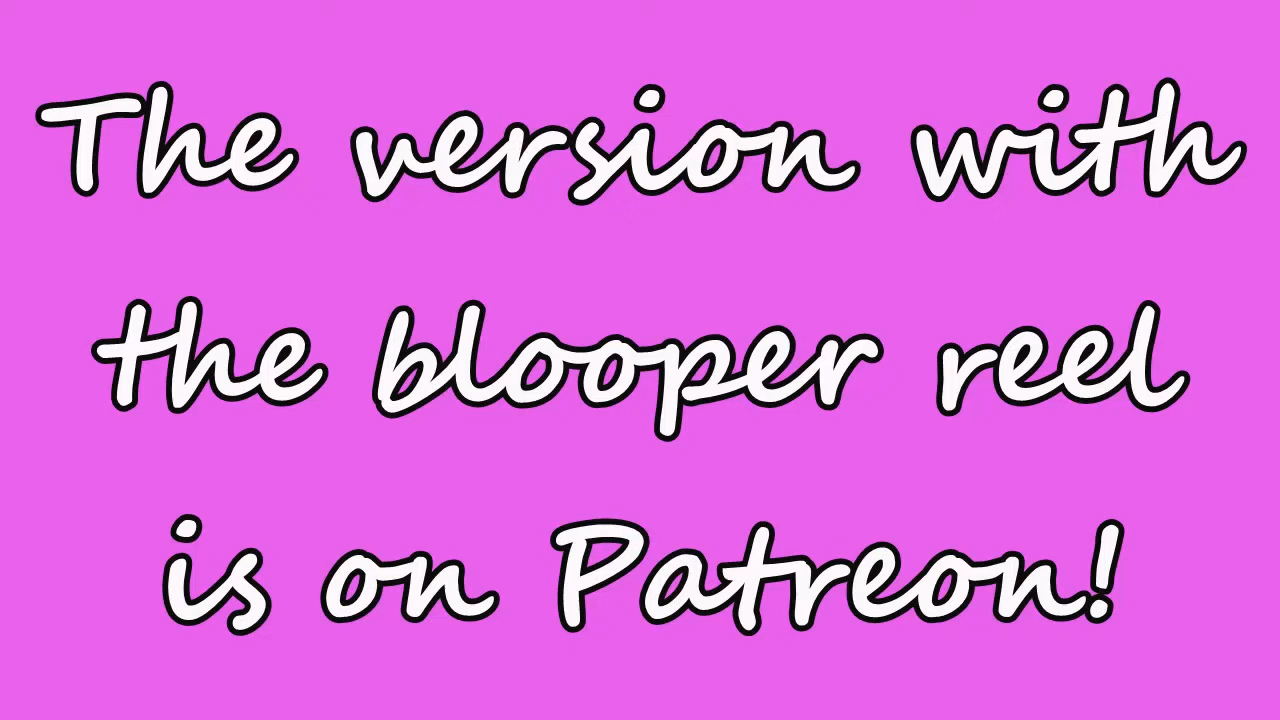 The version with
the blooper reel
is on Patreon!